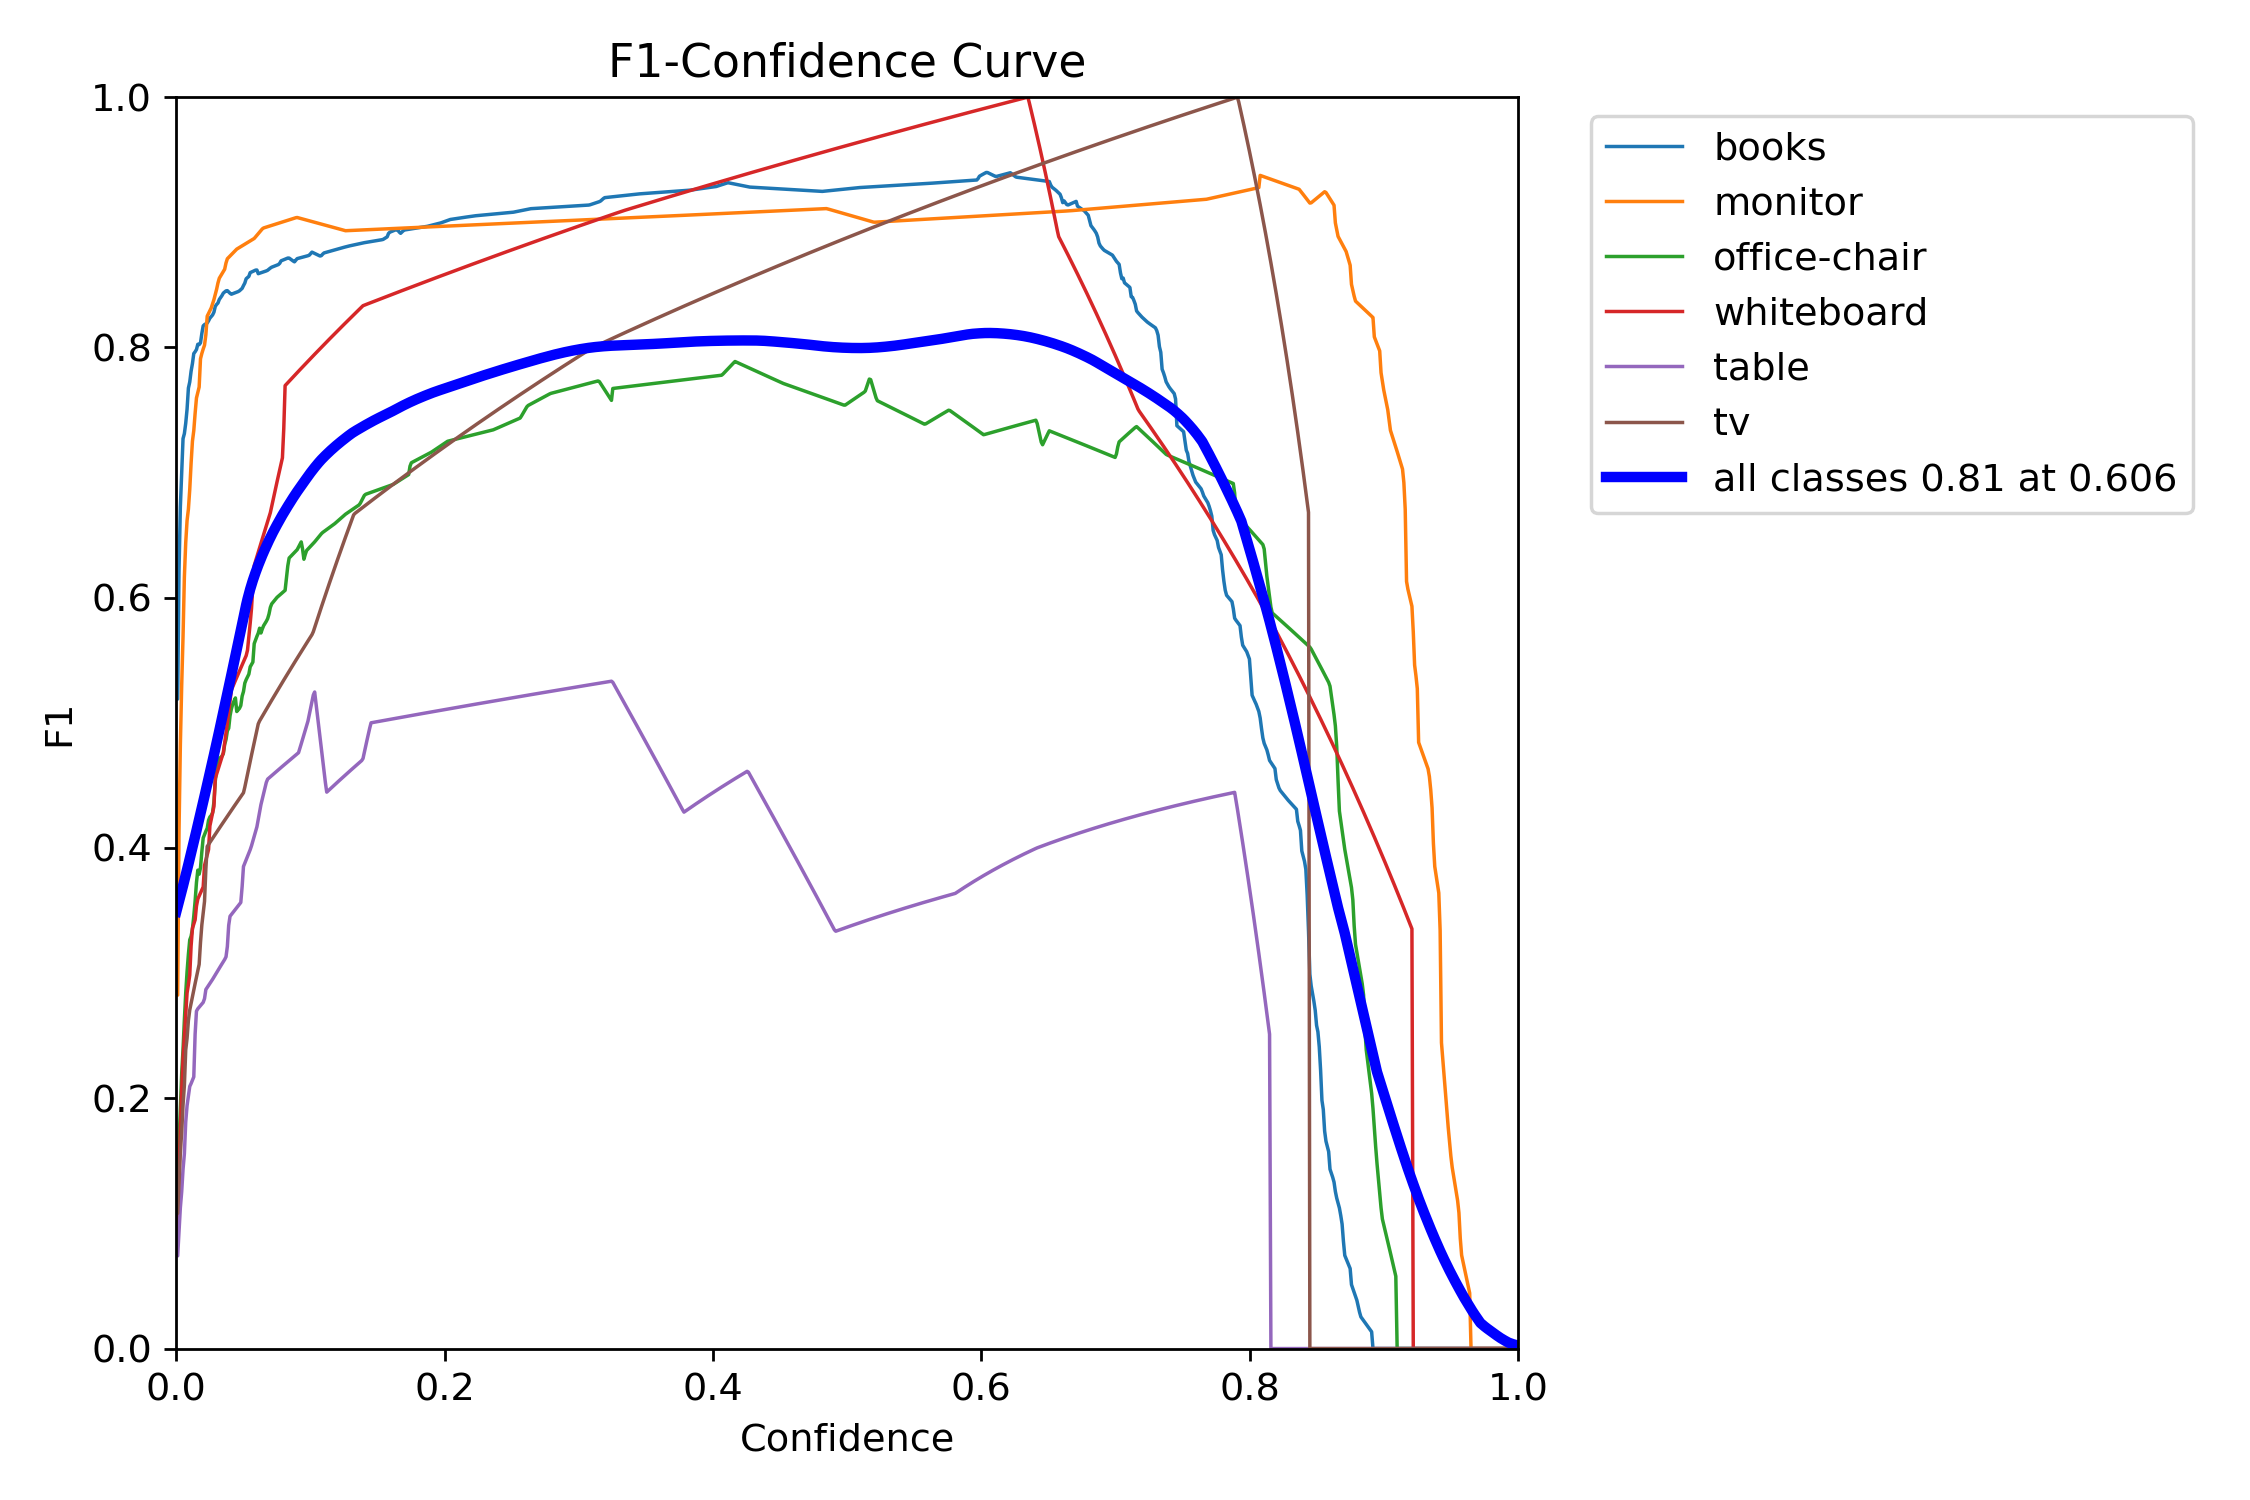 F1-Confidence Curve
1.0
0.8
0.6
0.4
0.2
0.0
F1
0.0 0.2 0.4 0.6 0.8 1.0
Confidence
books
monitor
office-chair
whiteboard
table
tv
all classes 0.81 at 0.606